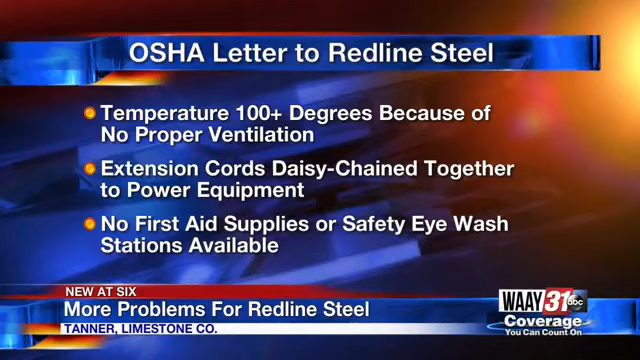 OSHA Letter to Redline Steel
Temperature 100+ Degrees Because of
No Proper Ventilation
Extension Cords Daisy-Chained Together
to Power Equipment
No First Aid Supplies or Safety Eye Wash
Stations Available
NEW AT SIX
More Problems For Redline Steel
TANNER, LIMESTONE CO.
WAAY 31 abc
Coverage
You Can Count On